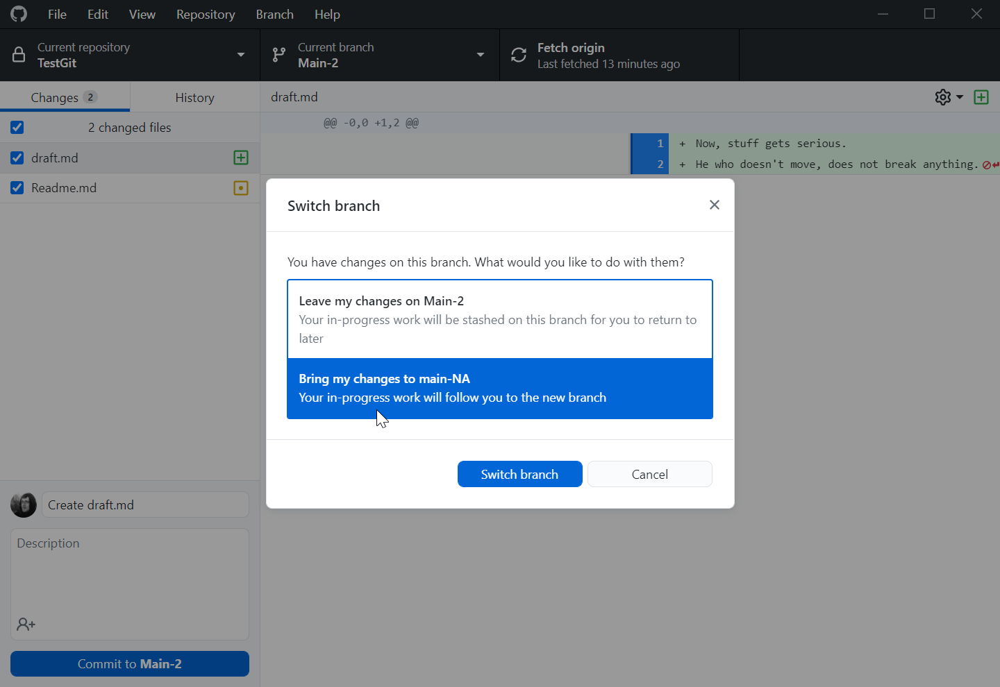 File Edit View Repository Branch Help
Current repository
TestGit
Current branch
Main-2
Fetch origin
Last fetched 13 minutes ago
Changes 2
History
draft.md
2 changed files
draft.md
Readme.md
@@ -0,0 +1,2 @@
1 + Now, stuff gets serious.
2 + He who doesn't move, does not break anything.
Switch branch
You have changes on this branch. What would you like to do with them?
Leave my changes on Main-2
Your in-progress work will be stashed on this branch for you to return to
later
Bring my changes to main-NA
Your in-progress work will follow you to the new branch
Switch branch
Cancel
Create draft.md
Description
Commit to Main-2